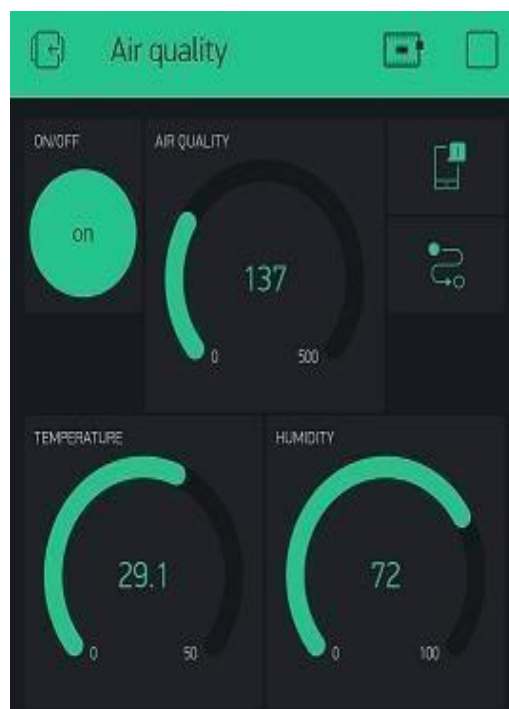 Air quality
ON/OFF
on
AIR QUALITY
137
0
500
TEMPERATURE
29.1
0
50
HUMIDITY
72
0
100